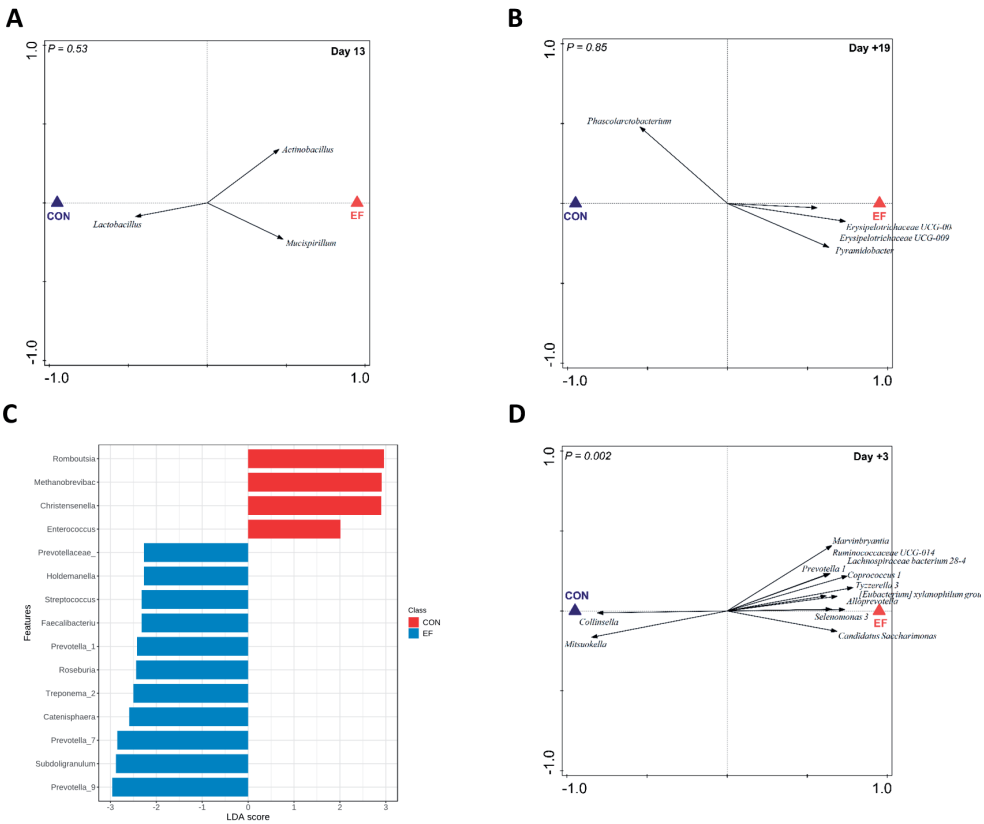 A
P = 0.53
Day 13
1.0
Actinobacillus
CON
EF
Lactobacillus
Mucispirillum
-1.0
-1.0
1.0
B
P = 0.85
Day +19
1.0
Phascolarctobacterium
CON
EF
Erysipelotrichaceae UCG-00
Erysipelotrichaceae UCG-009
Pyramidobacter
-1.0
-1.0
1.0
C
Features
Romboutsia
Methanobrevibac
Christensenella
Enterococcus
Prevotellaceae_
Holdemanella
Streptococcus
Faecalibacteriu
Prevotella_1
Roseburia
Treponema_2
Catenisphaera
Prevotella_7
Subdoligranulum
Prevotella_9
-3 -2 -1 0 1 2 3
LDA score
Class
CON
EF
D
P = 0.002
Day +3
1.0
Marvinbryantia
Ruminococcaceae UCG-014
Lachnospiraceae bacterium 28-4
Prevotella 1
Coprococcus 1
Tyzzerella 3
[Eubacterium] xylanophilum grou
Alloprevotella
CON
EF
Collinsella
Selenomonas 3
Mitsuokella
Candidatus Saccharimonas
-1.0
-1.0
1.0